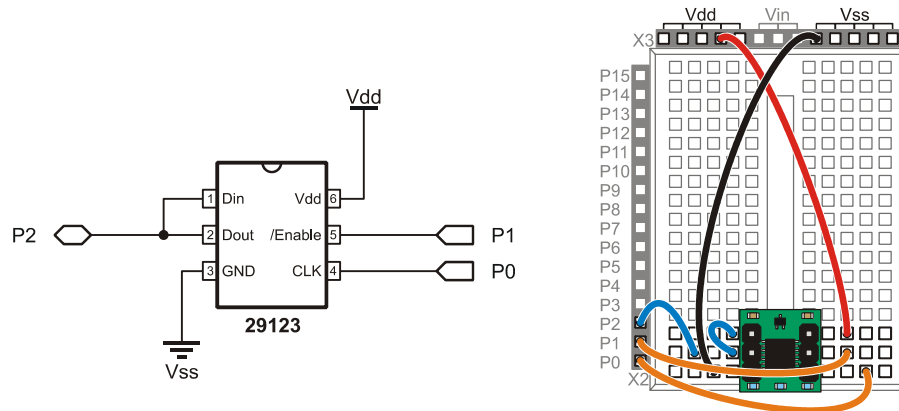 Vdd
P2
1 Din Vdd 6
2 Dout /Enable 5 P1
3 GND CLK 4 P0
29123
Vss
Vdd Vin Vss
X3
P15
P14
P13
P12
P11
P10
P9
P8
P7
P6
P5
P4
P3
P2
P1
P0
X2